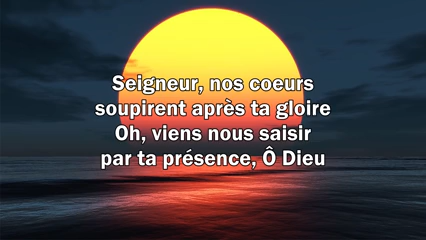 Seigneur, nos coeurs
soupirent après ta gloire
Oh, viens nous saisir
par ta présence, Ô Dieu